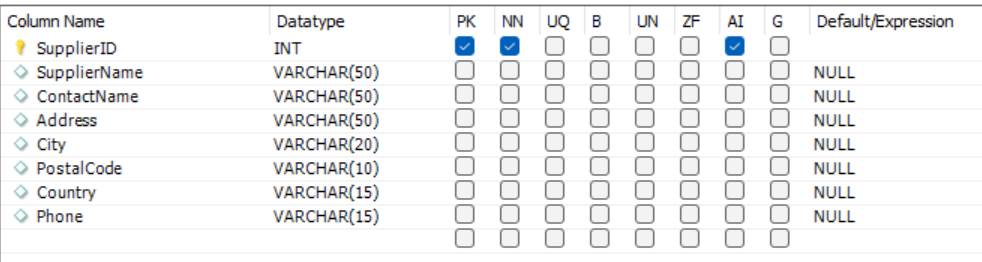 Column Name Datatype PK NN UQ B UN ZF AI G Default/Expression
SupplierID INT
SupplierName VARCHAR(50) NULL
ContactName VARCHAR(50) NULL
Address VARCHAR(50) NULL
City VARCHAR(20) NULL
PostalCode VARCHAR(10) NULL
Country VARCHAR(15) NULL
Phone VARCHAR(15) NULL